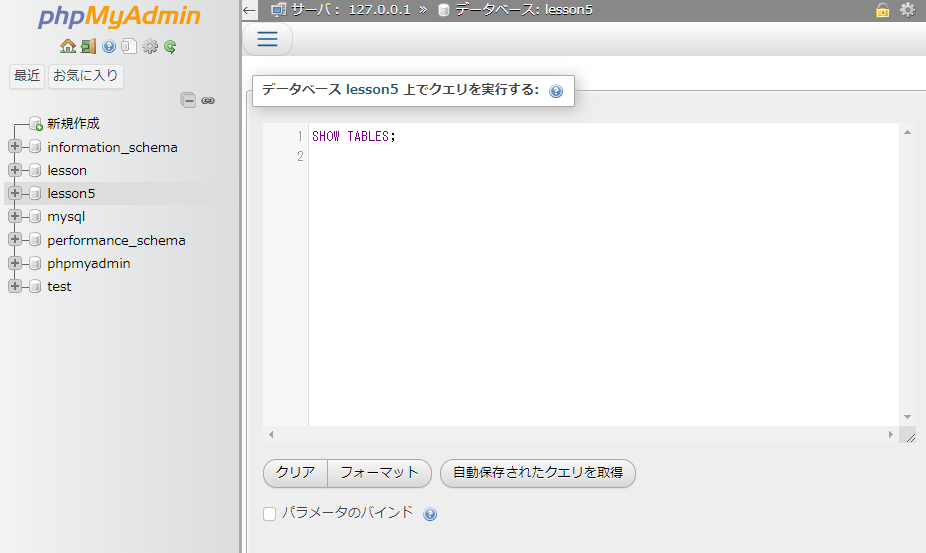 phpMyAdmin
最近 お気に入り
新規作成
information_schema
lesson
lesson5
mysql
performance_schema
phpmyadmin
test
サーバ: 127.0.0.1 » データベース: lesson5
データベース lesson5 上でクエリを実行する:
1 SHOW TABLES;
2
クリア フォーマット 自動保存されたクエリを取得
パラメータのバインド